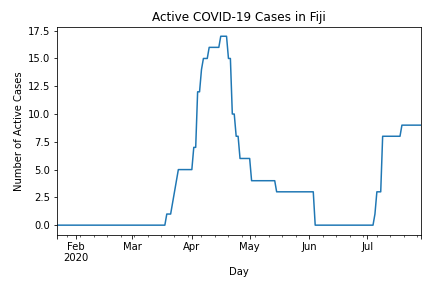 Active COVID-19 Cases in Fiji
17.5
15.0
12.5
10.0
7.5
5.0
2.5
0.0
Number of Active Cases
Feb
2020
Mar
Apr
May
Jun
Jul
Day